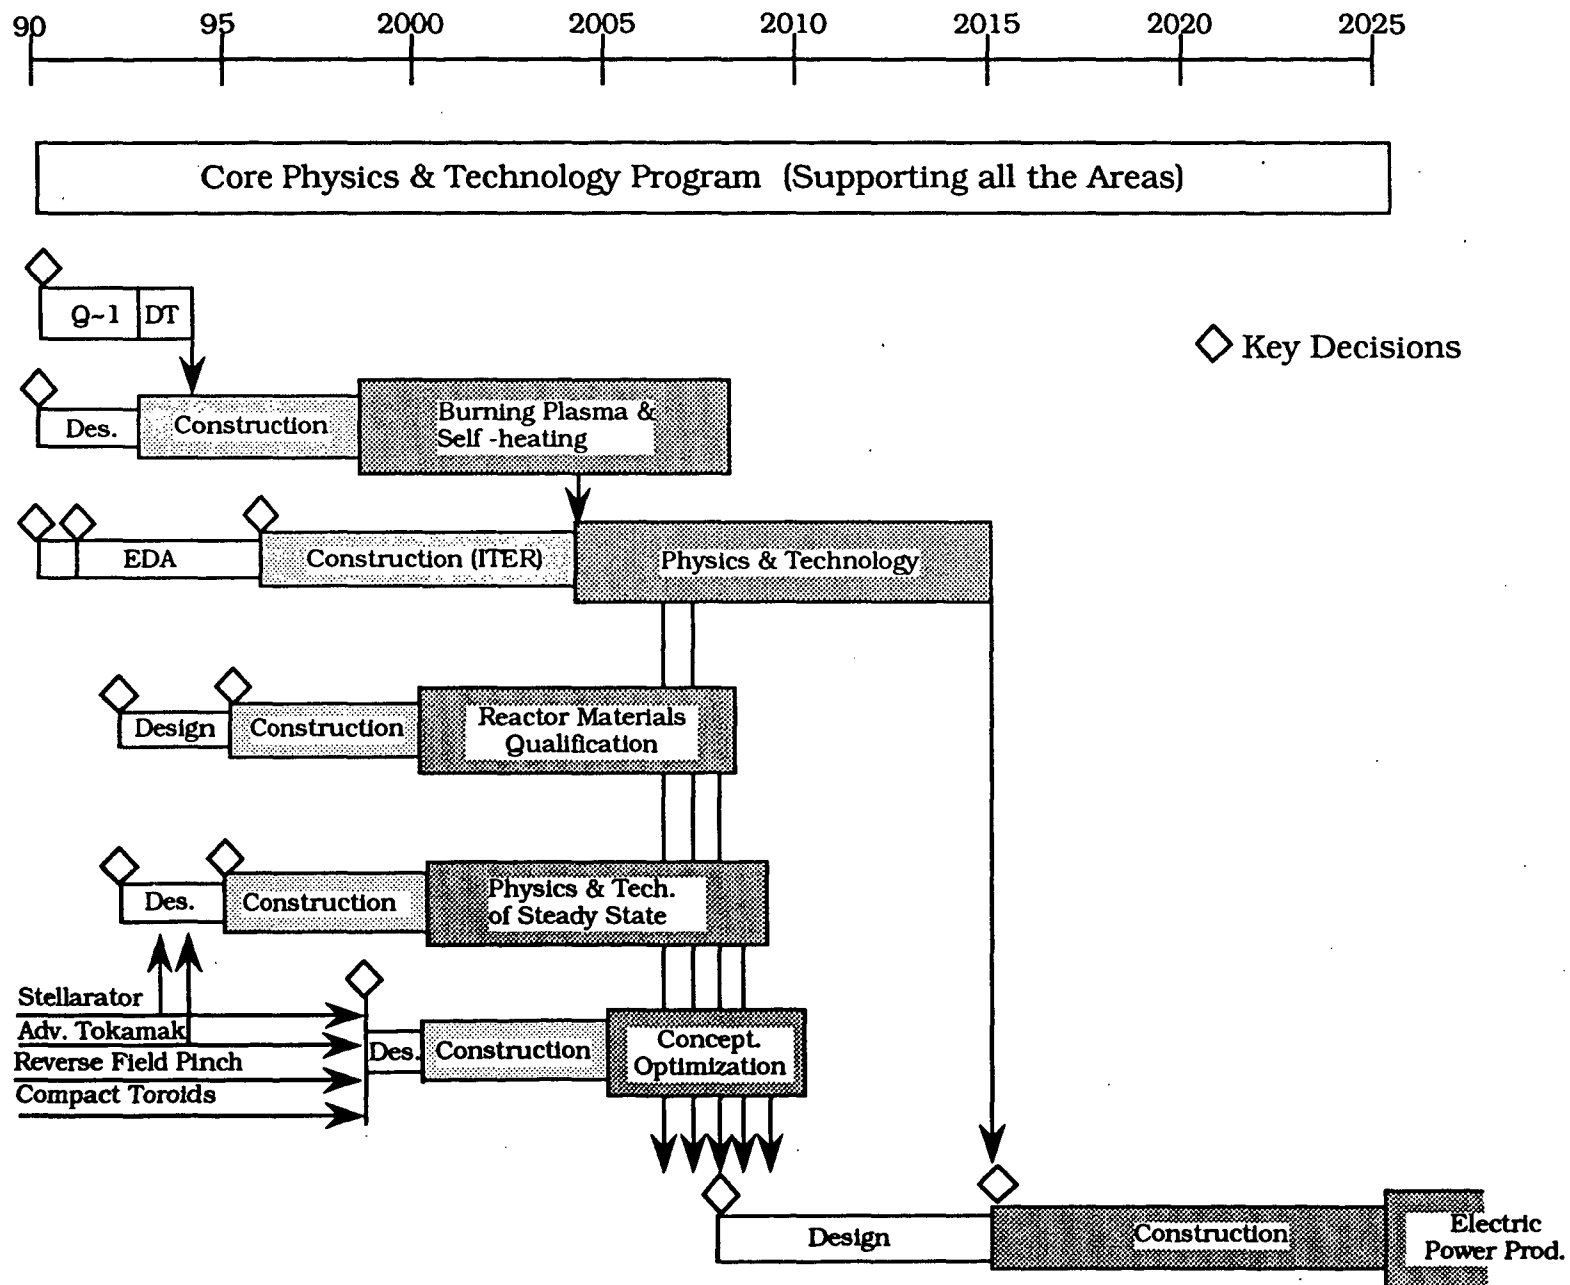 90 95 2000 2005 2010 2015 2020 2025
Core Physics & Technology Program (Supporting all the Areas)
Q~1 DT
Key Decisions
Des. Construction
Burning Plasma &
Self -heating
EDA Construction (ITER) Physics & Technology
Design Construction
Reactor Materials
Qualification
Des. Construction
Physics & Tech.
of Steady State
Stellarator
Adv. Tokamak
Reverse Field Pinch
Compact Toroids
Des. Construction
Concept.
Optimization
Design Construction
Electric
Power Prod.